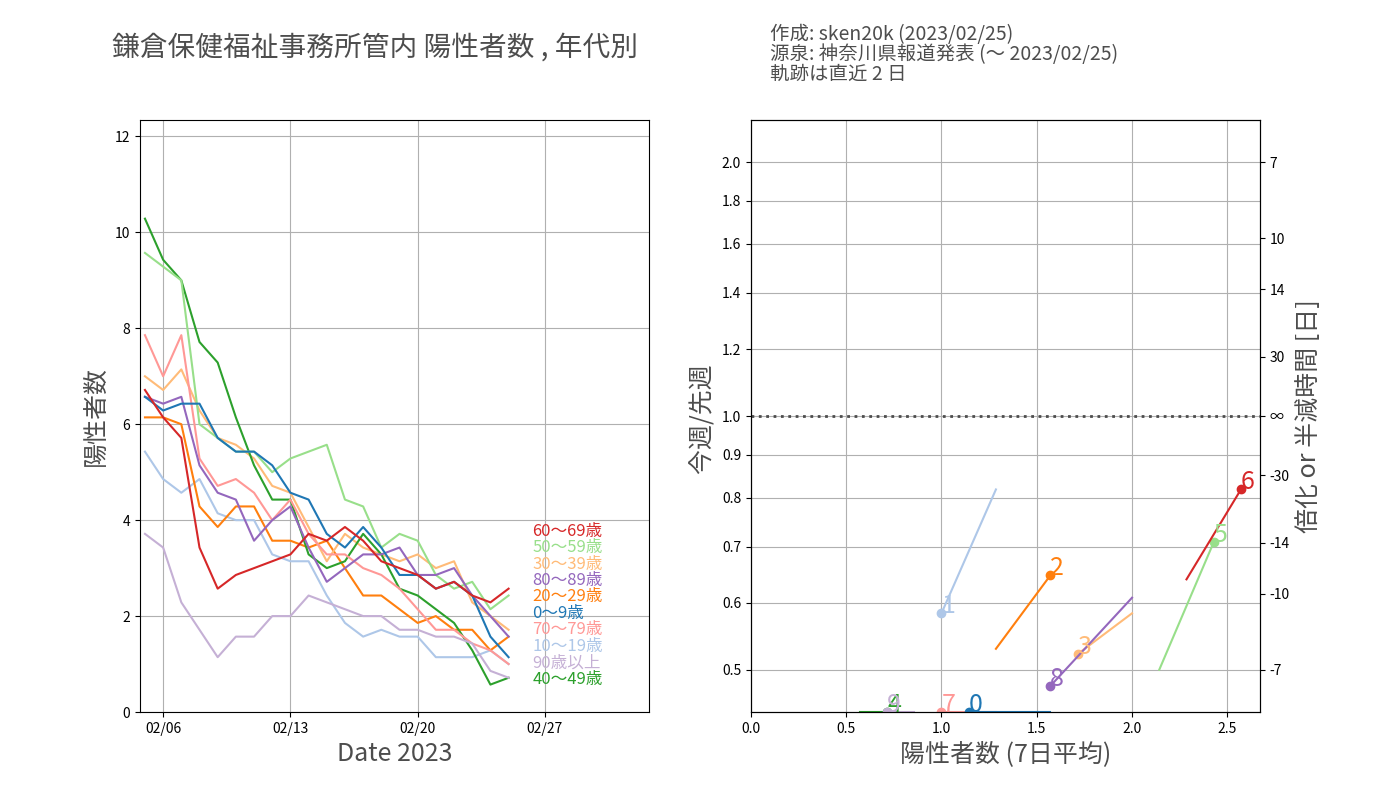 鎌倉保健福祉事務所管内 陽性者数 , 年代別
作成: sken20k (2023/02/25)
源泉: 神奈川県報道発表 (～ 2023/02/25)
軌跡は直近 2 日
陽性者数
12
10
8
6
4
2
0
02/06
02/13
02/20
02/27
Date 2023
60～69歳
50～59歳
30～39歳
80～89歳
20～29歳
0～9歳
70～79歳
10～19歳
90歳以上
40～49歳
今週/先週
2.0
1.8
1.6
1.4
1.2
1.0
0.9
0.8
0.7
0.6
0.5
0.0
0.5
1.0
1.5
2.0
2.5
陽性者数 (7日平均)
7
10
14
30
∞
-30
-14
-10
-7
倍化 or 半減時間 [日]
6
5
2
1
3
8
4
9
7
0